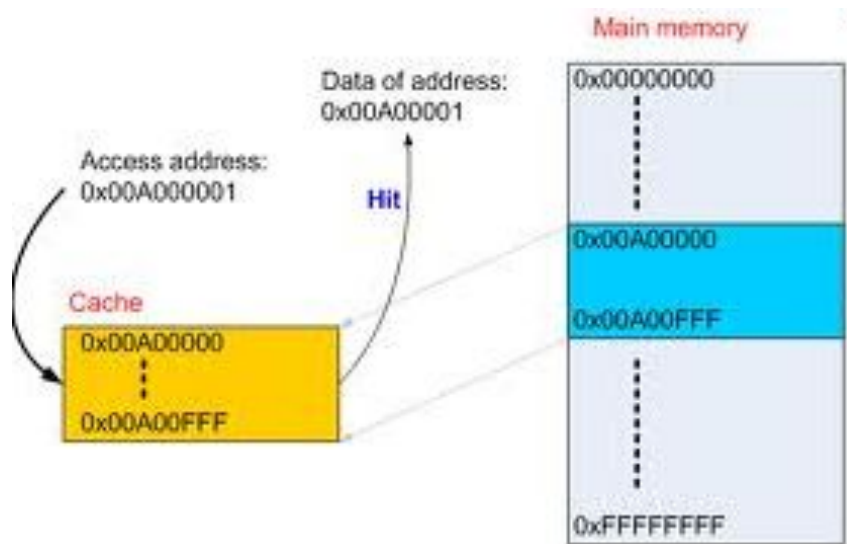 Main memory
Data of address:
0x00A00001
0x00000000
Access address:
0x00A000001
Hit
0x00A00000
0x00A00FFF
Cache
0x00A00000
0x00A00FFF
0xFFFFFFFF